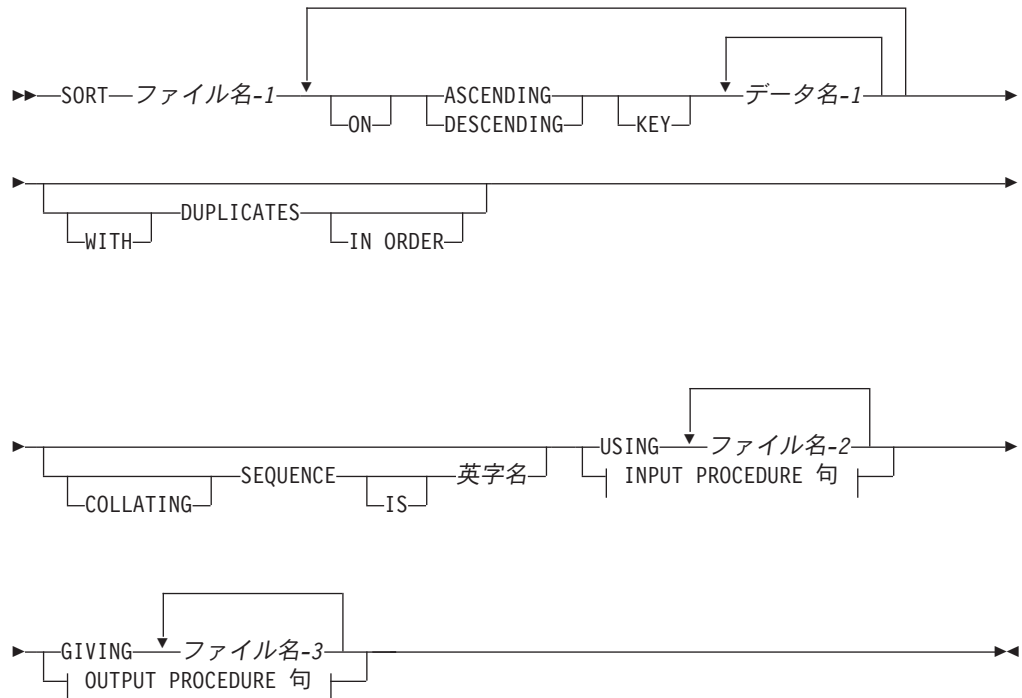 SORT ファイル名-1 ON ASCENDING KEY データ名-1
DESCENDING
WITH DUPLICATES IN ORDER
COLLATING SEQUENCE IS 英字名 USING ファイル名-2
INPUT PROCEDURE 句
GIVING ファイル名-3
OUTPUT PROCEDURE 句